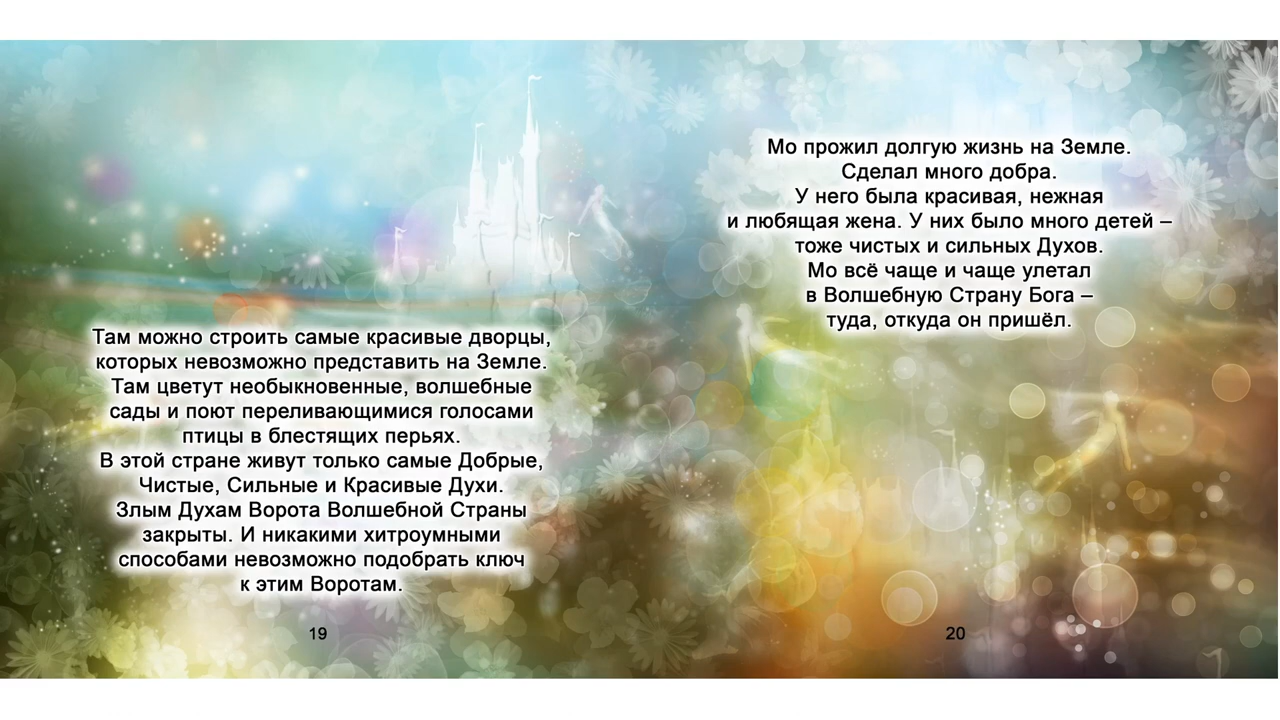 Там можно строить самые красивые дворцы,
которых невозможно представить на Земле.
Там цветут необыкновенные, волшебные
сады и поют переливающимися голосами
птицы в блестящих перьях.
В этой стране живут только самые Добрые,
Чистые, Сильные и Красивые Духи.
Злым Духам Ворота Волшебной Страны
закрыты. И никакими хитроумными
способами невозможно подобрать ключ
к этим Воротам.
19
Мо прожил долгую жизнь на Земле.
Сделал много добра.
У него была красивая, нежная
и любящая жена. У них было много детей –
тоже чистых и сильных Духов.
Мо всё чаще и чаще улетал
в Волшебную Страну Бога –
туда, откуда он пришёл.
20